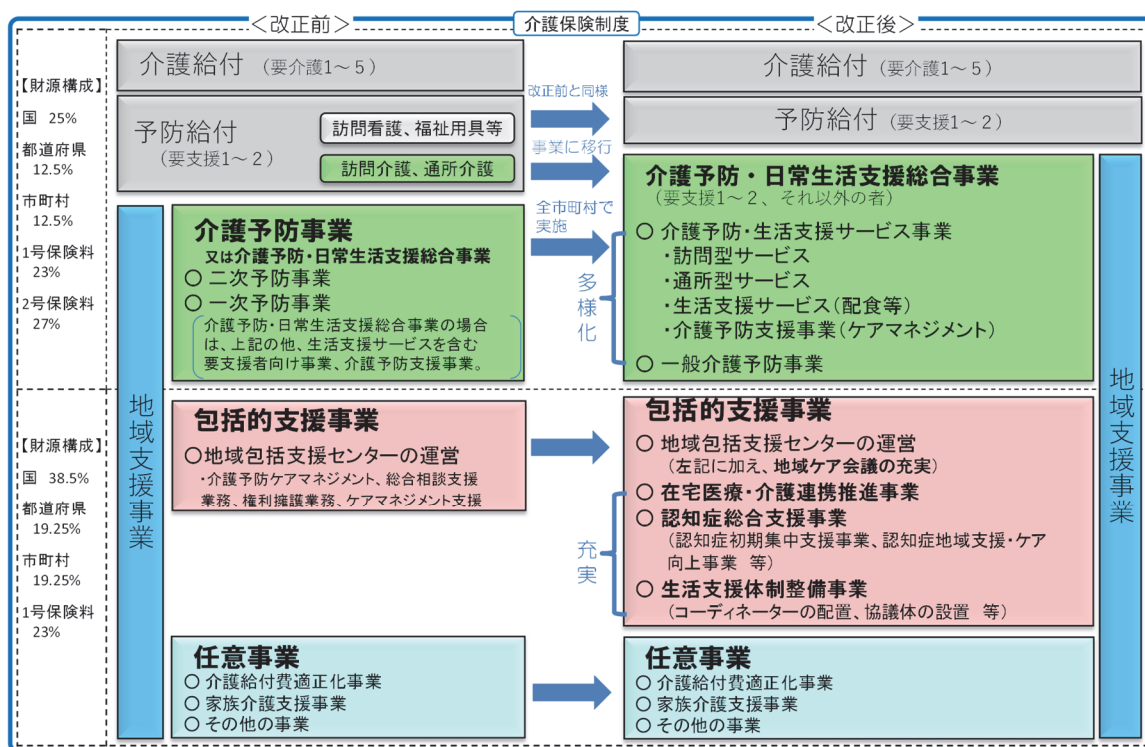 ＜改正前＞
介護保険制度
＜改正後＞
【財源構成】
国 25%
都道府県
12.5%
市町村
12.5%
1号保険料
23%
2号保険料
27%
介護給付（要介護1～5）
予防給付
（要支援1～2）
訪問看護、福祉用具等
訪問介護、通所介護
改正前と同様
事業に移行
全市町村で
実施
多様化
介護給付（要介護1～5）
予防給付（要支援1～2）
地域支援事業
介護予防事業
又は介護予防・日常生活支援総合事業
○ 二次予防事業
○ 一次予防事業
介護予防・日常生活支援総合事業の場合
は、上記の他、生活支援サービスを含む
要支援者向け事業、介護予防支援事業。
介護予防・日常生活支援総合事業
（要支援1～2、それ以外の者）
○ 介護予防・生活支援サービス事業
・訪問型サービス
・通所型サービス
・生活支援サービス（配食等）
・介護予防支援事業（ケアマネジメント）
○ 一般介護予防事業
地域支援事業
【財源構成】
国 38.5%
都道府県
19.25%
市町村
19.25%
1号保険料
23%
包括的支援事業
○地域包括支援センターの運営
・介護予防ケアマネジメント、総合相談支援
業務、権利擁護業務、ケアマネジメント支援
充実
包括的支援事業
○ 地域包括支援センターの運営
（左記に加え、地域ケア会議の充実）
○ 在宅医療・介護連携推進事業
○ 認知症総合支援事業
（認知症初期集中支援事業、認知症地域支援・ケア
向上事業 等）
○ 生活支援体制整備事業
（コーディネーターの配置、協議体の設置 等）
任意事業
○ 介護給付費適正化事業
○ 家族介護支援事業
○ その他の事業
任意事業
○ 介護給付費適正化事業
○ 家族介護支援事業
○ その他の事業